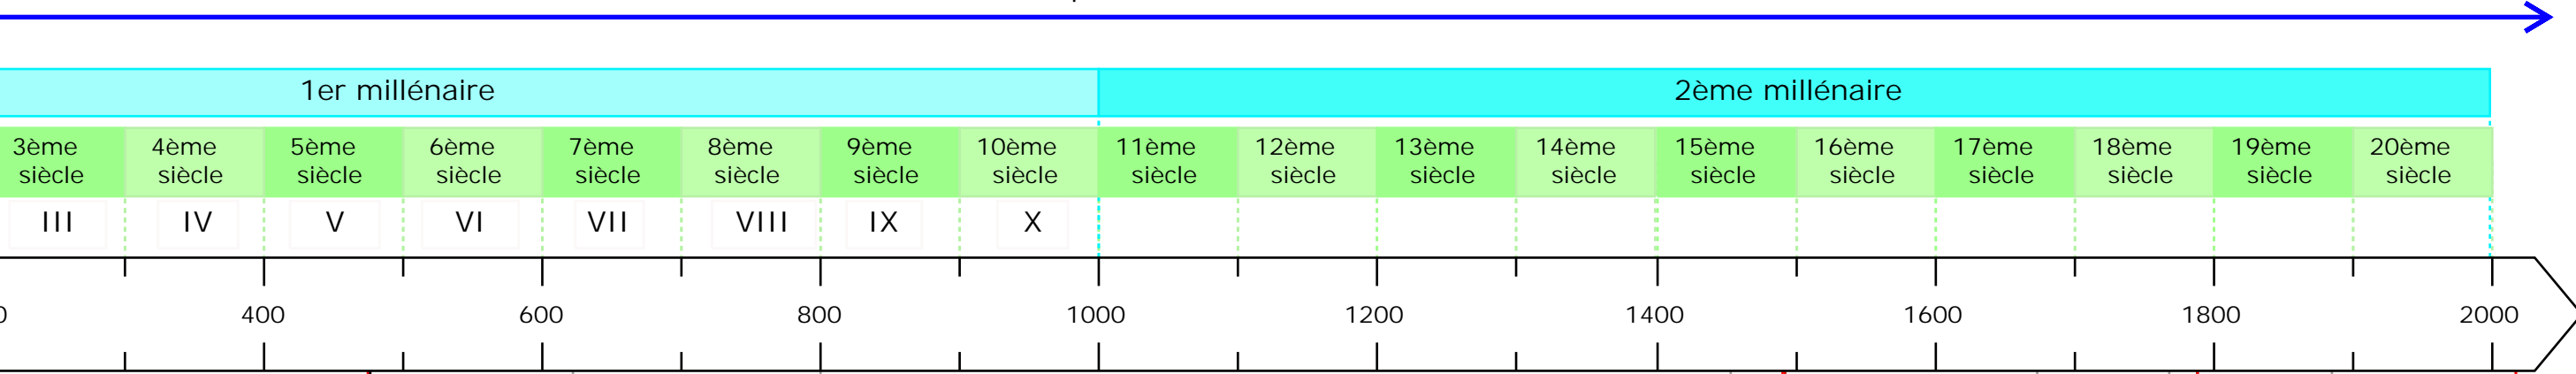 1er millénaire 2ème millénaire
3ème 4ème 5ème 6ème 7ème 8ème 9ème 10ème 11ème 12ème 13ème 14ème 15ème 16ème 17ème 18ème 19ème 20ème
siècle siècle siècle siècle siècle siècle siècle siècle siècle siècle siècle siècle siècle siècle siècle siècle siècle siècle
III IV V VI VII VIII IX X
400 600 800 1000 1200 1400 1600 1800 2000